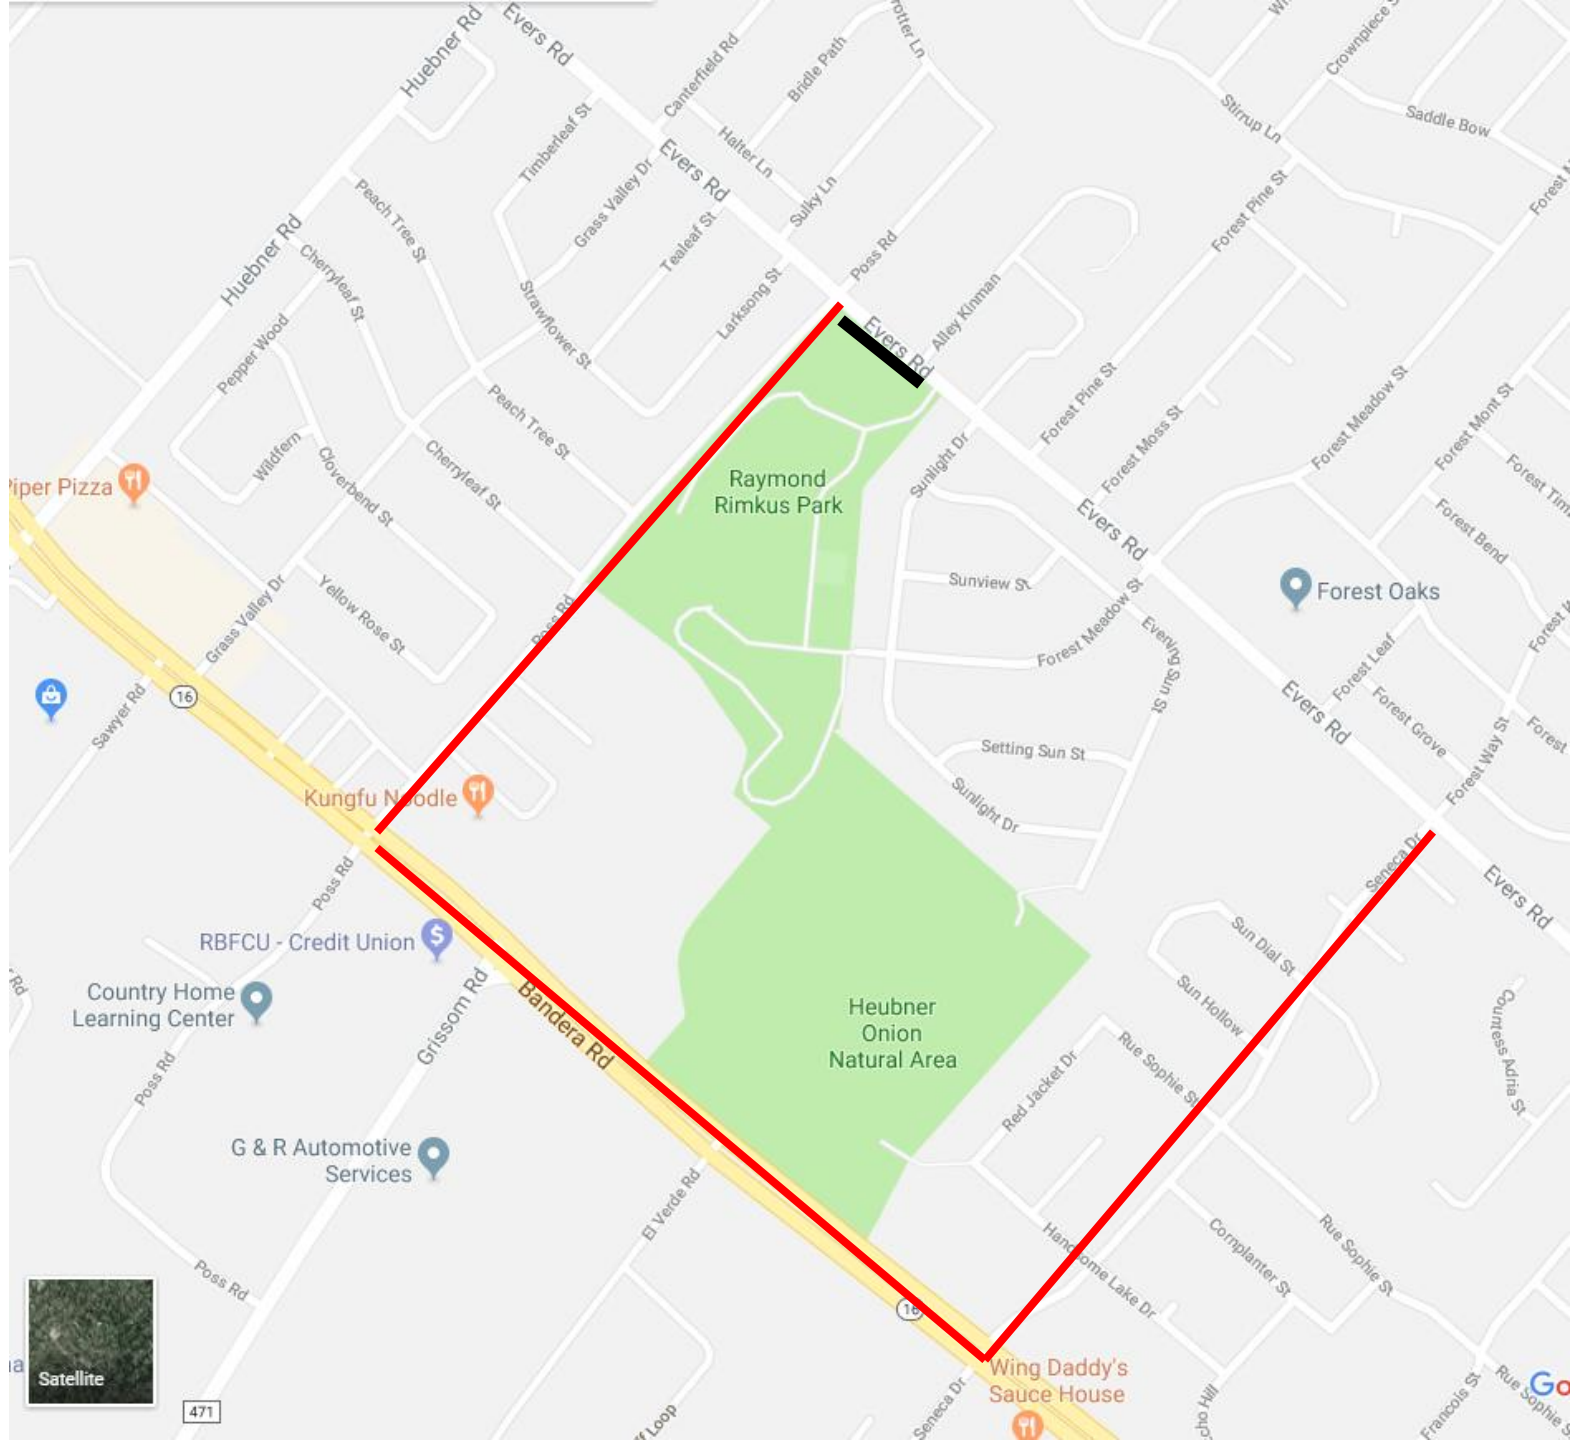 Huebner Rd
Evers Rd
Canterfield Rd
Bridle Path
Crownpiece
Stirrup Ln
Saddle Bow
Timberleaf St
Halter Ln
Evers Rd
Grass Valley Dr
Peach Tree St
Sulky Ln
Tealeaf St
Forest Pine St
Forest
Huebner Rd
Cherryleaf St
Poss Rd
Larksong St
Strawflower St
Alley Kinman
Evers Rd
Pepper Wood
Peach Tree St
Forest Pine St
Forest Moss St
Forest Meadow St
Forest Mont St
Wildfern
Cloverbend St
Cherryleaf St
Sunlight Dr
Raymond
Rimkus Park
Piper Pizza
Evers Rd
Forest Bend
Sunview St
Forest Oaks
Yellow Rose St
Grass Valley Dr
Poss Rd
Forest Meadow St
Evening Sun St
Forest Leaf
Sawyer Rd
16
Evers Rd
Forest Grove
Forest
Forest Way St
Setting Sun St
Kungfu Noodle
Sunlight Dr
Seneca Dr
Poss Rd
Evers Rd
RBFCU - Credit Union
Sun Dial St
Sun Hollow
Country Home
Learning Center
Grissom Rd
Bandera Rd
Heubner
Onion
Natural Area
Countess Adria St
Rd
Poss Rd
Red Jacket Dr
Rue Sophie St
G & R Automotive
Services
El Verde Rd
Handsome Lake Dr
Cornplanter St
Rue Sophie St
Poss Rd
16
Satellite
Wing Daddy's
Sauce House
Seneca Dr
Francois St
Rue Sophie S
471
Loop